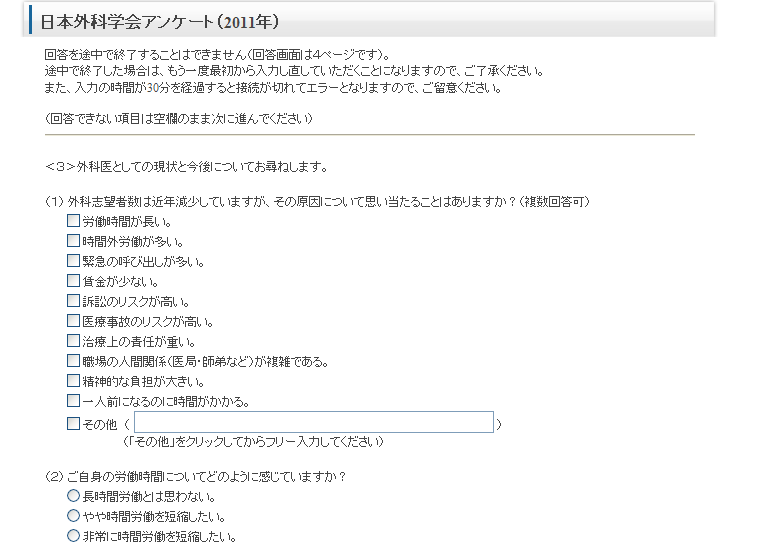 日本外科学会アンケート（2011年）
回答を途中で終了することはできません（回答画面は４ページです）。
途中で終了した場合は、もう一度最初から入力し直していただくことになりますので、ご了承ください。
また、入力の時間が30分を経過すると接続が切れてエラーとなりますので、ご留意ください。
（回答できない項目は空欄のまま次に進んでください）
＜３＞外科医としての現状と今後についてお尋ねします。
（１）外科志望者数は近年減少していますが、その原因について思い当たることはありますか？（複数回答可）
労働時間が長い。
時間外労働が多い。
緊急の呼び出しが多い。
賃金が少ない。
訴訟のリスクが高い。
医療事故のリスクが高い。
治療上の責任が重い。
職場の人間関係（医局・師弟など）が複雑である。
精神的な負担が大きい。
一人前になるのに時間がかかる。
その他 （ ）
（「その他」をクリックしてからフリー入力してください）
（２）ご自身の労働時間についてどのように感じていますか？
長時間労働とは思わない。
やや時間労働を短縮したい。
非常に時間労働を短縮したい。